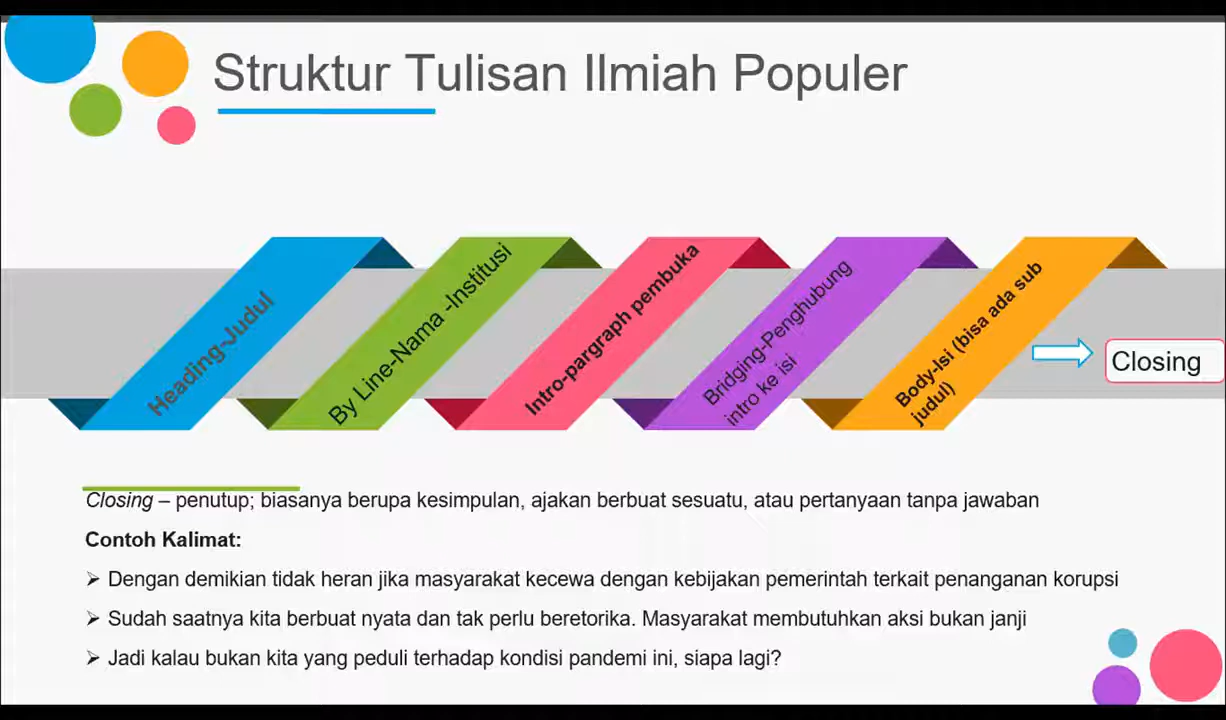 Struktur Tulisan Ilmiah Populer
Heading-Judul
By Line-Nama -Institusi
Intro-pargraph pembuka
Bridging-Penghubung
intro ke isi
Body-Isi (bisa ada sub
judul)
Closing
Closing – penutup; biasanya berupa kesimpulan, ajakan berbuat sesuatu, atau pertanyaan tanpa jawaban
Contoh Kalimat:
➢ Dengan demikian tidak heran jika masyarakat kecewa dengan kebijakan pemerintah terkait penanganan korupsi
➢ Sudah saatnya kita berbuat nyata dan tak perlu beretorika. Masyarakat membutuhkan aksi bukan janji
➢ Jadi kalau bukan kita yang peduli terhadap kondisi pandemi ini, siapa lagi?